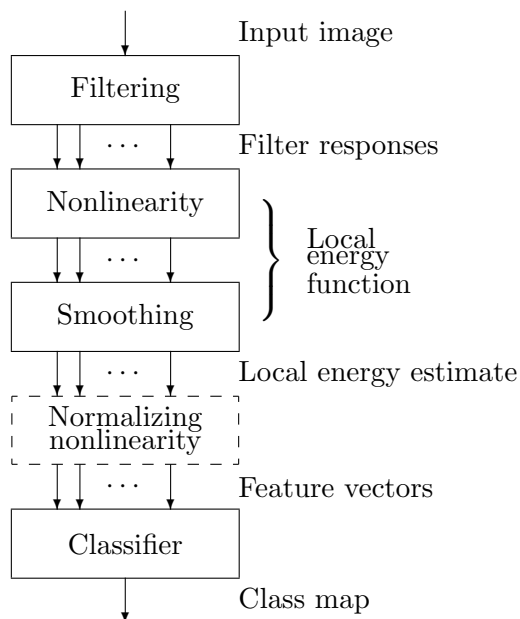 Input image
Filtering
...
Filter responses
Nonlinearity
...
Local
energy
function
Smoothing
...
Local energy estimate
Normalizing
nonlinearity
...
Feature vectors
Classifier
Class map